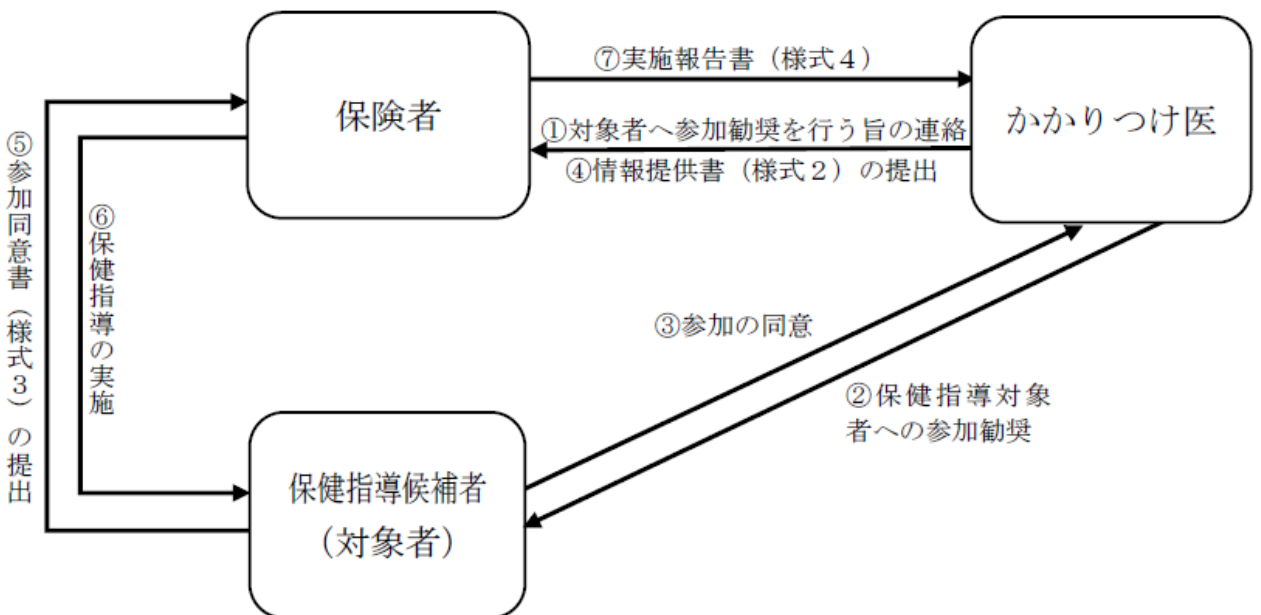 ⑦実施報告書（様式４）
保険者
かかりつけ医
①対象者へ参加勧奨を行う旨の連絡
④情報提供書（様式２）の提出
⑤参加同意書（様式３）の提出
⑥保健指導の実施
③参加の同意
②保健指導対象
者への参加勧奨
保健指導候補者
（対象者）